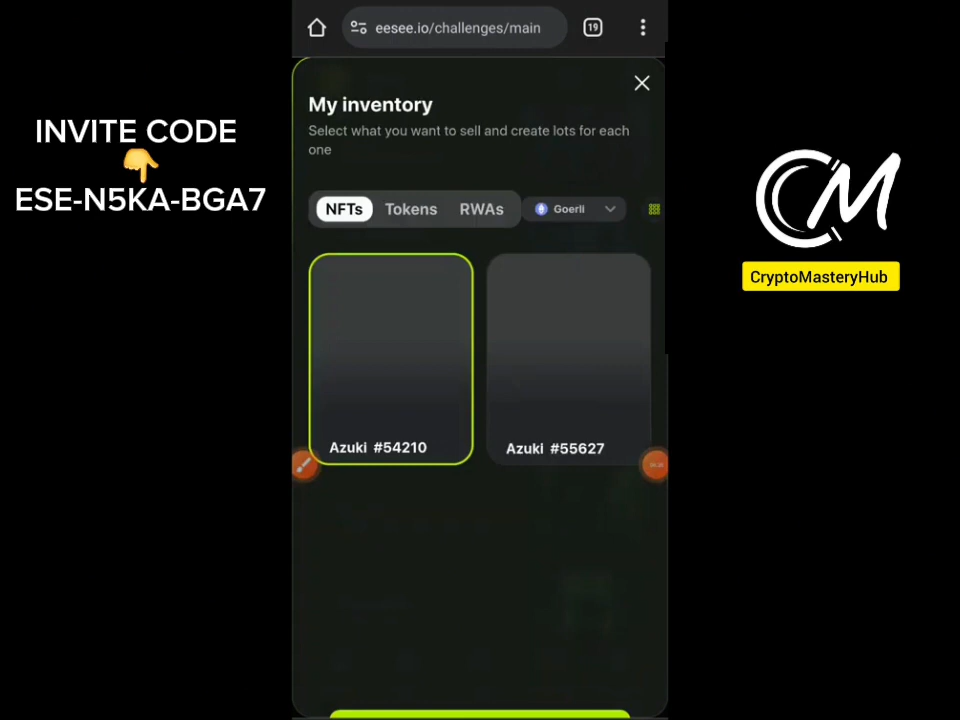 INVITE CODE
👇
ESE-N5KA-BGA7
eesee.io/challenges/main
19
My inventory
Select what you want to sell and create lots for each
one
NFTs Tokens RWAs Goerli
Azuki #54210
Azuki #55627
CM
CryptoMasteryHub